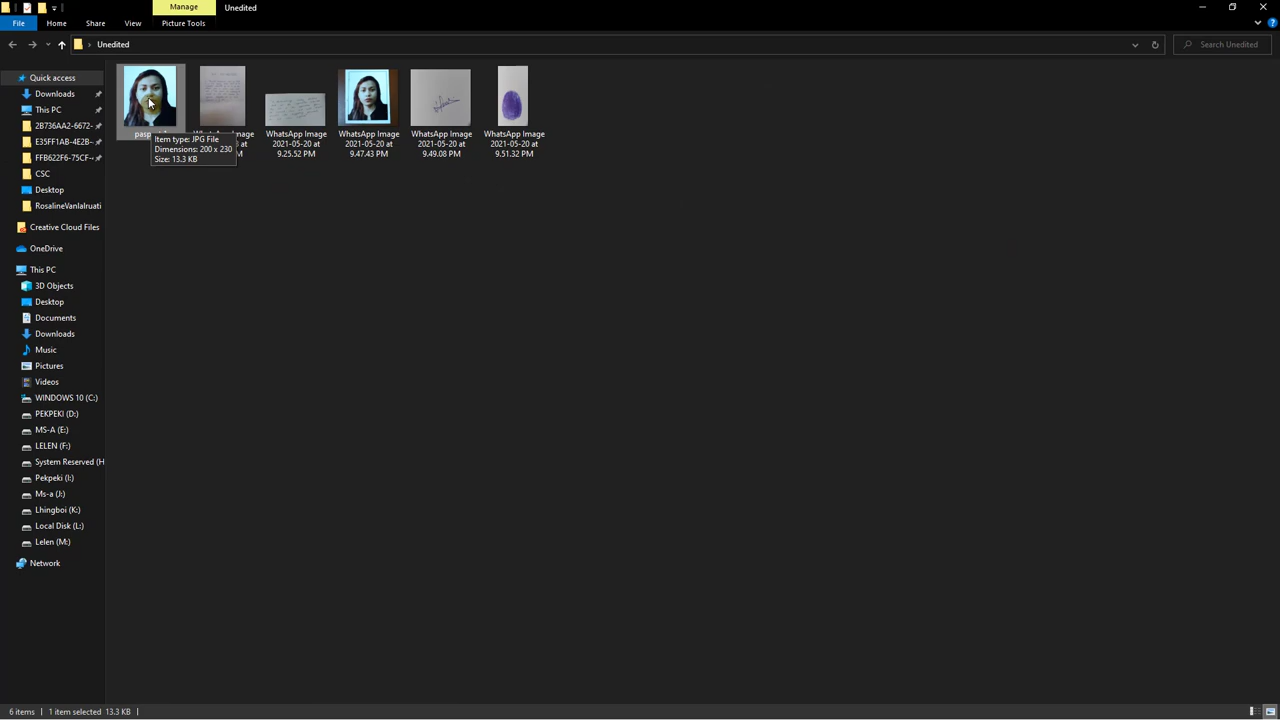 Manage
Unedited
File
Home
Share
View
Picture Tools
Unedited
Search Unedited
Quick access
Downloads
This PC
2B736AA2-6672-
E35FF1AB-4E2B-
FFB622F6-75CF-
CSC
Desktop
RosalineVanlalruati
Creative Cloud Files
OneDrive
This PC
3D Objects
Desktop
Documents
Downloads
Music
Pictures
Videos
WINDOWS 10 (C:)
PEKPEKI (D:)
MS-A (E:)
LELEN (F:)
System Reserved (H
Pekpeki (I:)
Ms-a (J:)
Lhingboi (K:)
Local Disk (L:)
Lelen (M:)
Network
Item type: JPG File
Dimensions: 200 x 230
Size: 13.3 KB
WhatsApp Image
2021-05-20 at
9.25.52 PM
WhatsApp Image
2021-05-20 at
9.47.43 PM
WhatsApp Image
2021-05-20 at
9.49.08 PM
WhatsApp Image
2021-05-20 at
9.51.32 PM
6 items
1 item selected 13.3 KB